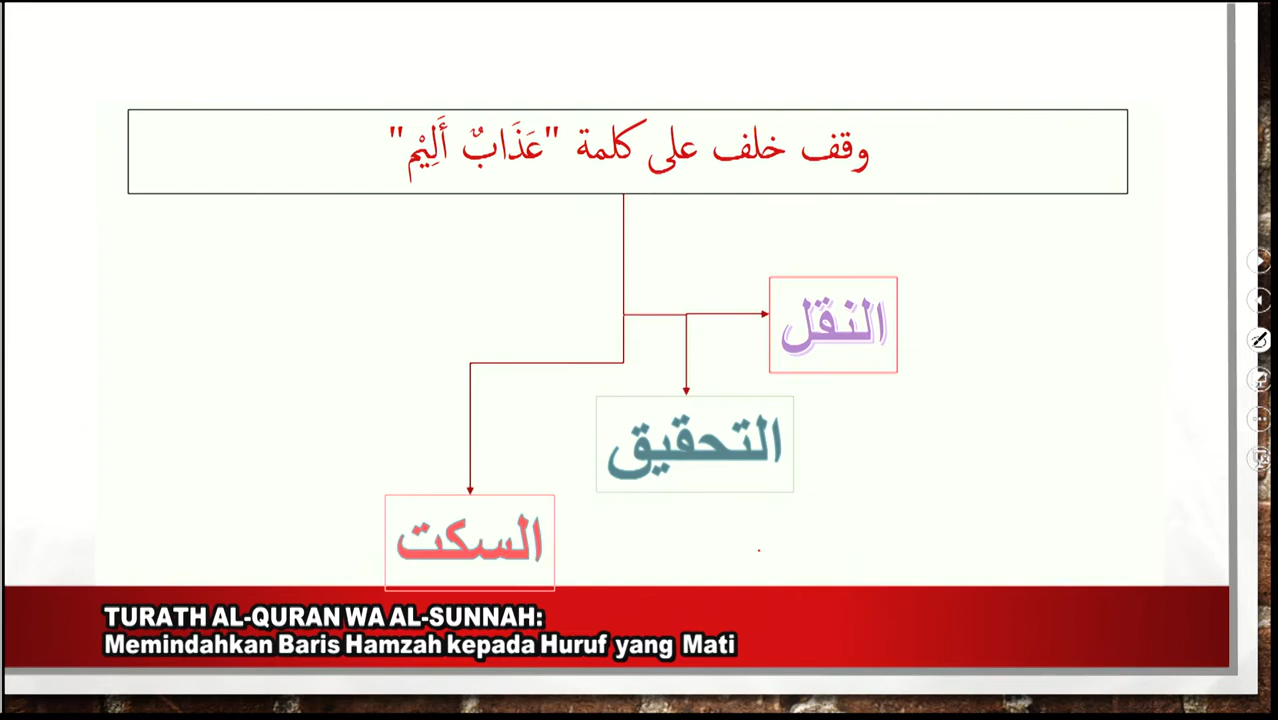 وقف خلف على كلمة "عَذَابٌ أَلِيْم"
النقل
التحقيق
السكت
TURATH AL-QURAN WA AL-SUNNAH:
Memindahkan Baris Hamzah kepada Huruf yang Mati